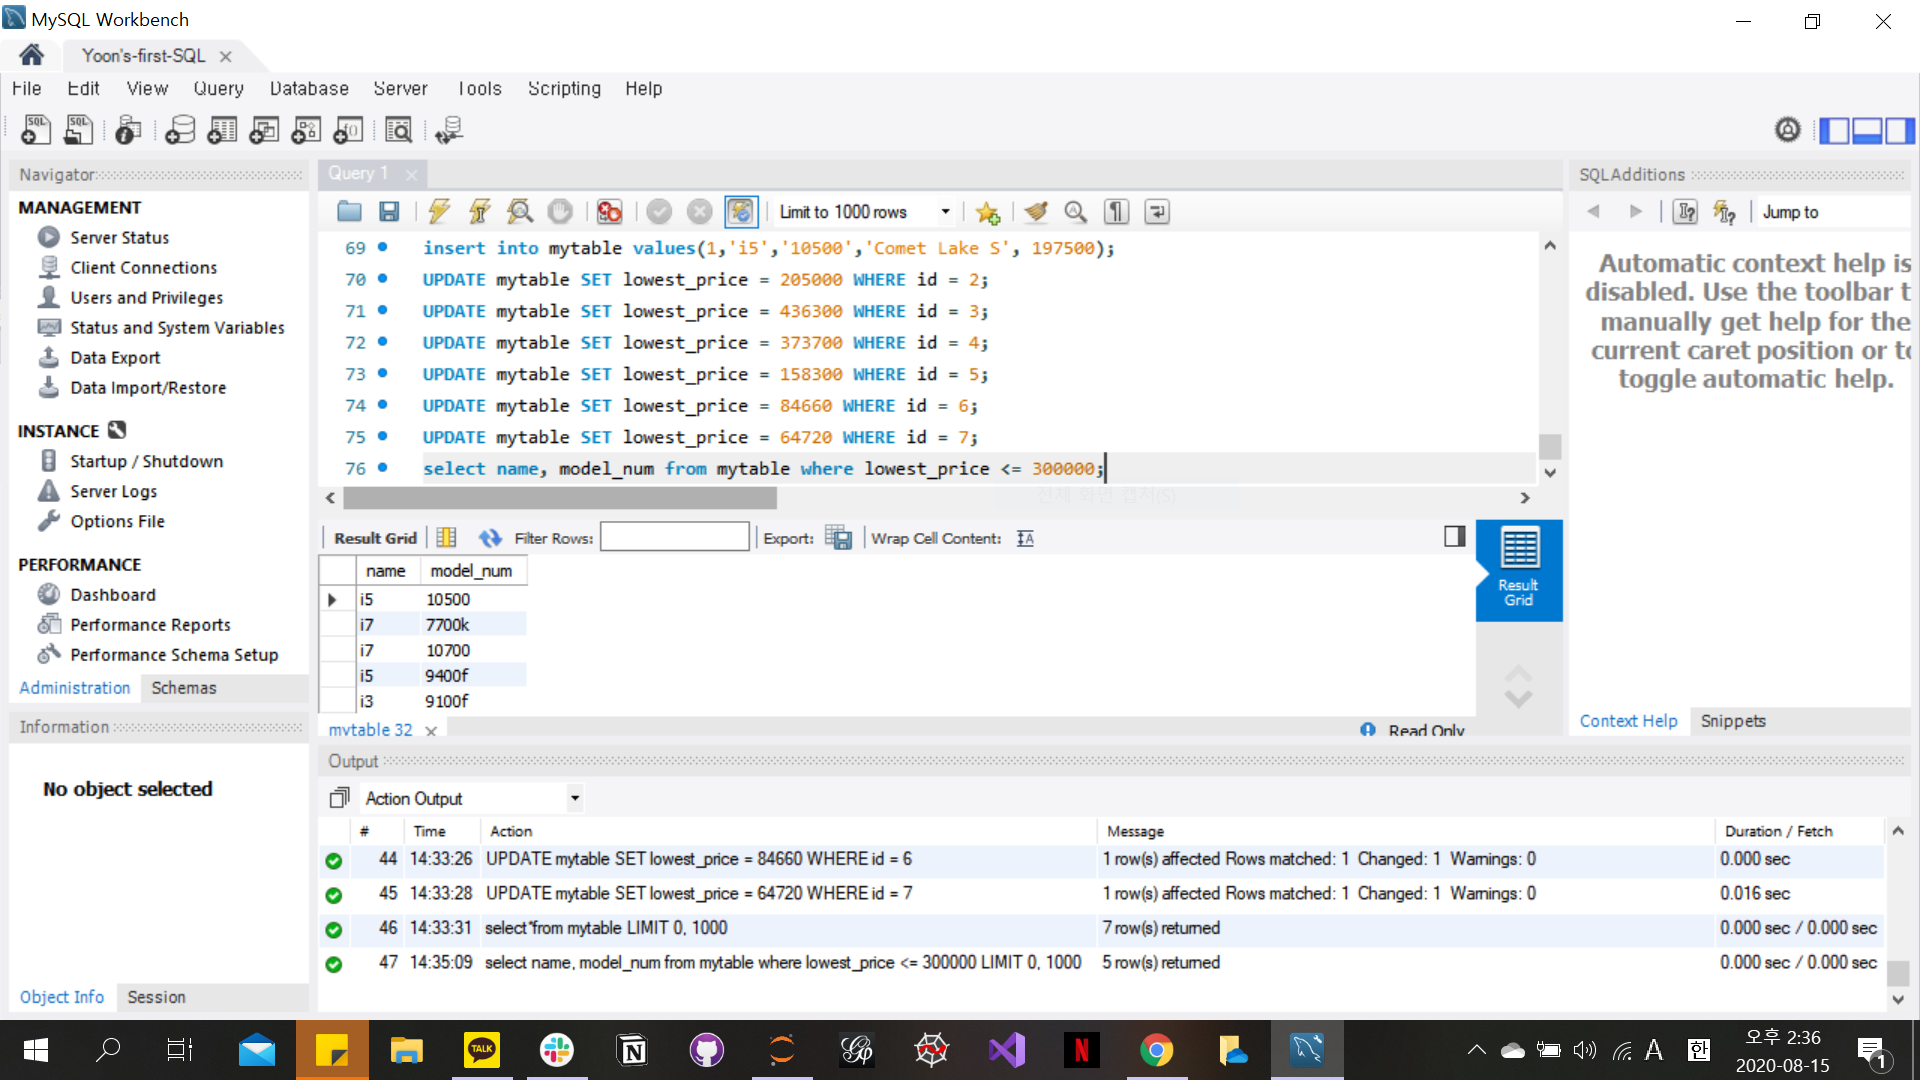 MySQL Workbench
Yoon's-first-SQL
File Edit View Query Database Server Tools Scripting Help
Navigator
MANAGEMENT
Server Status
Client Connections
Users and Privileges
Status and System Variables
Data Export
Data Import/Restore
INSTANCE
Startup / Shutdown
Server Logs
Options File
PERFORMANCE
Dashboard
Performance Reports
Performance Schema Setup
Administration Schemas
Information
No object selected
Object Info Session
Query 1
Limit to 1000 rows
69 insert into mytable values(1,'i5','10500','Comet Lake S', 197500);
70 UPDATE mytable SET lowest_price = 205000 WHERE id = 2;
71 UPDATE mytable SET lowest_price = 436300 WHERE id = 3;
72 UPDATE mytable SET lowest_price = 373700 WHERE id = 4;
73 UPDATE mytable SET lowest_price = 158300 WHERE id = 5;
74 UPDATE mytable SET lowest_price = 84660 WHERE id = 6;
75 UPDATE mytable SET lowest_price = 64720 WHERE id = 7;
76 select name, model_num from mytable where lowest_price <= 300000;
전체 화면 캡처(S)
Result Grid Filter Rows: Export: Wrap Cell Content:
name model_num
i5 10500
i7 7700k
i7 10700
i5 9400f
i3 9100f
Result
Grid
mytable 32 Read Only
SQLAdditions
Jump to
Automatic context help is
disabled. Use the toolbar t
manually get help for the
current caret position or to
toggle automatic help.
Context Help Snippets
Output
Action Output
# Time Action Message Duration / Fetch
44 14:33:26 UPDATE mytable SET lowest_price = 84660 WHERE id = 6 1 row(s) affected Rows matched: 1 Changed: 1 Warnings: 0 0.000 sec
45 14:33:28 UPDATE mytable SET lowest_price = 64720 WHERE id = 7 1 row(s) affected Rows matched: 1 Changed: 1 Warnings: 0 0.016 sec
46 14:33:31 select*from mytable LIMIT 0, 1000 7 row(s) returned 0.000 sec / 0.000 sec
47 14:35:09 select name, model_num from mytable where lowest_price <= 300000 LIMIT 0, 1000 5 row(s) returned 0.000 sec / 0.000 sec
TALK
N
Gp
N
A
한
오후 2:36
2020-08-15
1